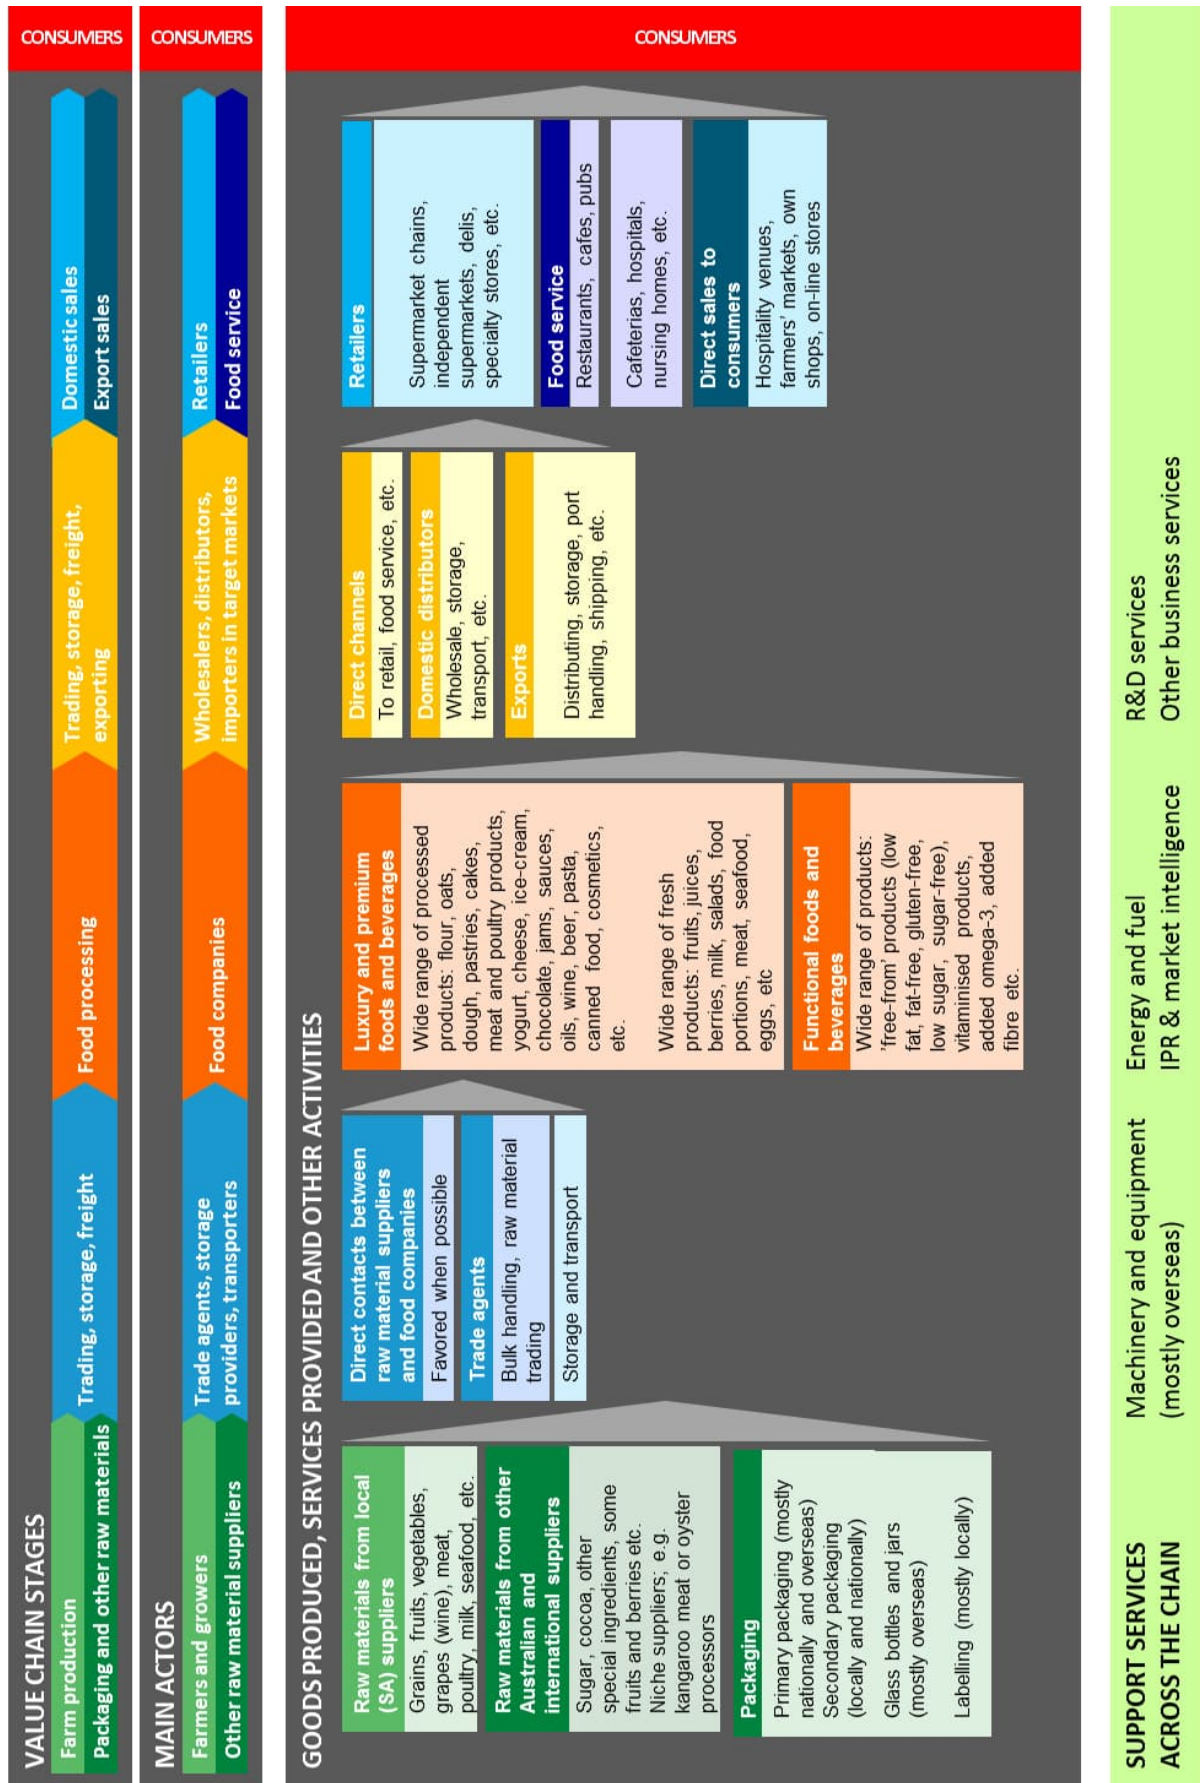 VALUE CHAIN STAGES
Farm production
Packaging and other raw materials
Trading, storage, freight
Food processing
Trading, storage, freight,
exporting
Domestic sales
Export sales
CONSUMERS
MAIN ACTORS
Farmers and growers
Other raw material suppliers
Trade agents, storage
providers, transporters
Food companies
Wholesalers, distributors,
importers in target markets
Retailers
Food service
CONSUMERS
GOODS PRODUCED, SERVICES PROVIDED AND OTHER ACTIVITIES
Raw materials from local
(SA) suppliers
Grains, fruits, vegetables,
grapes (wine), meat,
poultry, milk, seafood, etc.
Raw materials from other
Australian and
international suppliers
Sugar, cocoa, other
special ingredients, some
fruits and berries etc.
Niche suppliers; e.g.
kangaroo meat or oyster
processors
Packaging
Primary packaging (mostly
nationally and overseas)
Secondary packaging
(locally and nationally)
Glass bottles and jars
(mostly overseas)
Labelling (mostly locally)
Direct contacts between
raw material suppliers
and food companies
Favored when possible
Trade agents
Bulk handling, raw material
trading
Storage and transport
Luxury and premium
foods and beverages
Wide range of processed
products: flour, oats,
dough, pastries, cakes,
meat and poultry products,
yogurt, cheese, ice-cream,
chocolate, jams, sauces,
oils, wine, beer, pasta,
canned food, cosmetics,
etc.
Wide range of fresh
products: fruits, juices,
berries, milk, salads, food
portions, meat, seafood,
eggs, etc
Functional foods and
beverages
Wide range of products:
'free-from' products (low
fat, fat-free, gluten-free,
low sugar, sugar-free),
vitaminised products,
added omega-3, added
fibre etc.
Direct channels
To retail, food service, etc.
Domestic distributors
Wholesale, storage,
transport, etc.
Exports
Distributing, storage, port
handling, shipping, etc.
Retailers
Supermarket chains,
independent
supermarkets, delis,
specialty stores, etc.
Food service
Restaurants, cafes, pubs
Cafeterias, hospitals,
nursing homes, etc.
Direct sales to
consumers
Hospitality venues,
farmers' markets, own
shops, on-line stores
CONSUMERS
SUPPORT SERVICES
ACROSS THE CHAIN
Machinery and equipment
(mostly overseas)
Energy and fuel
IPR & market intelligence
R&D services
Other business services